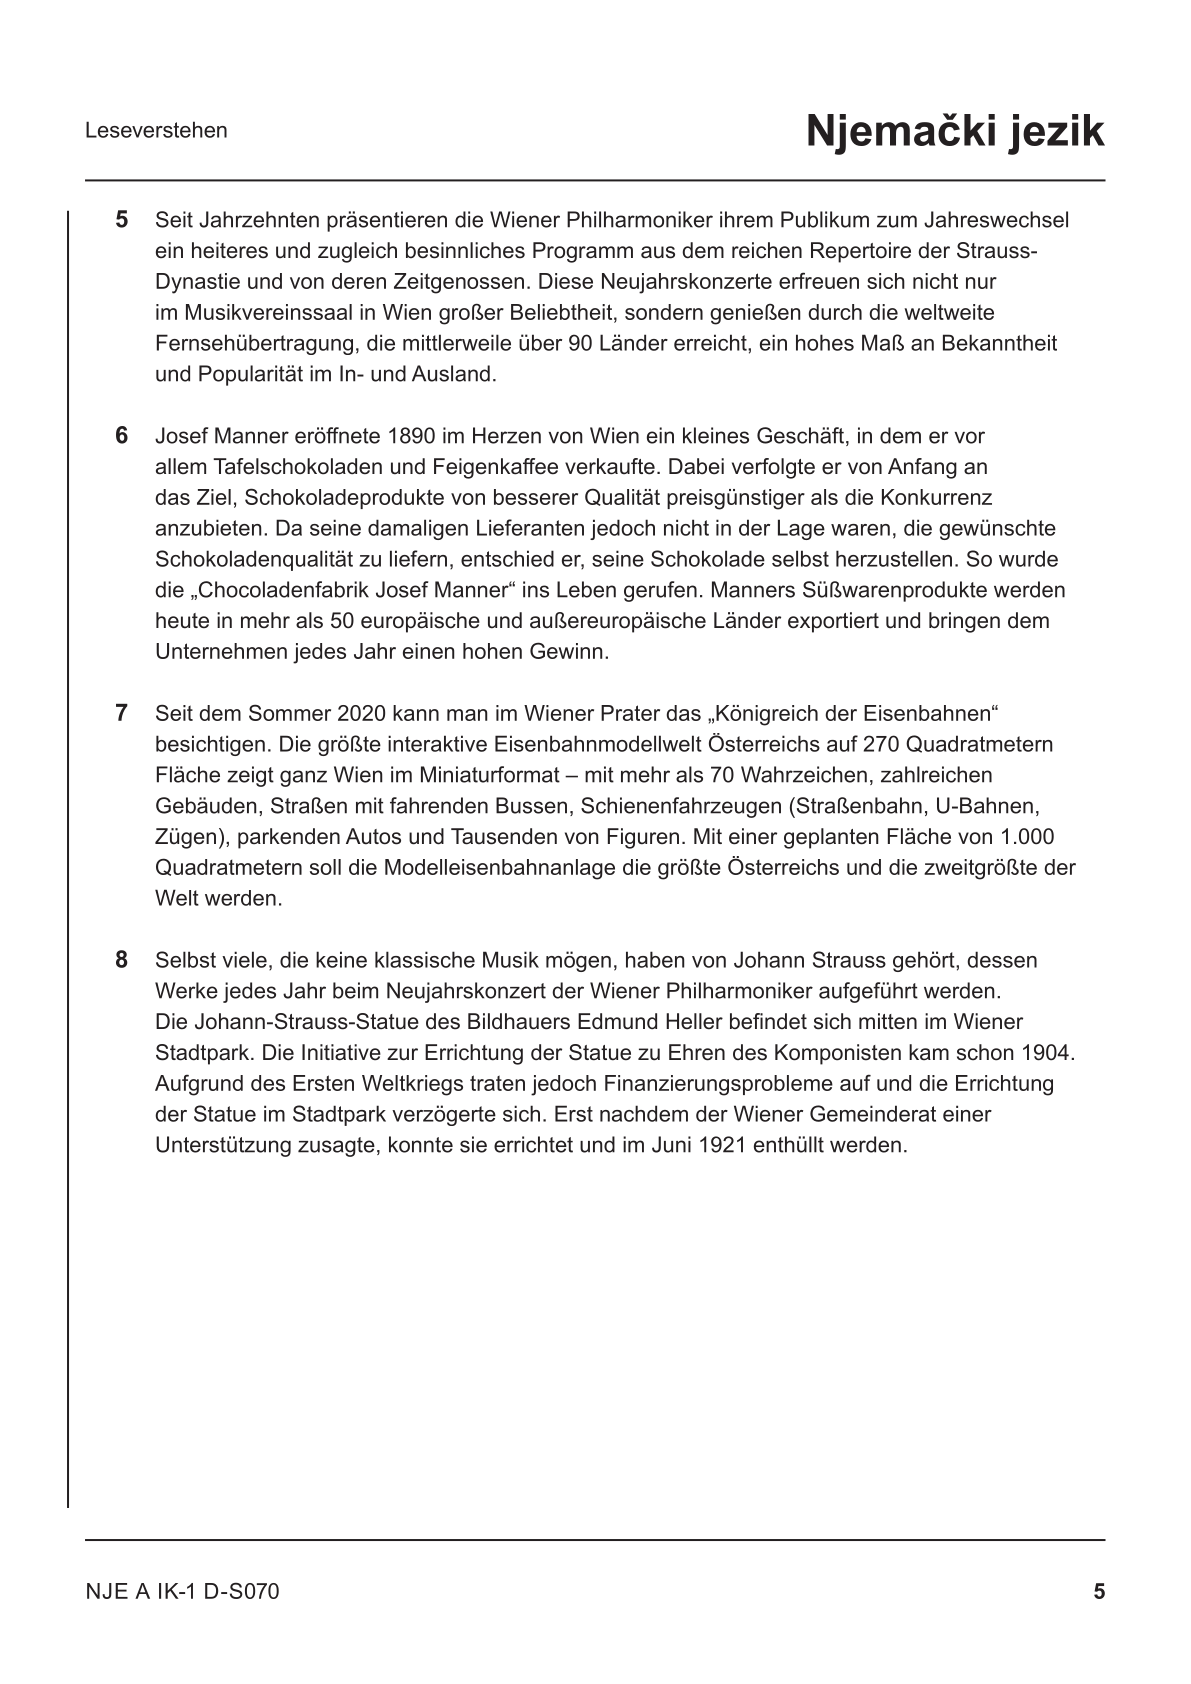 Leseverstehen
Njemački jezik
5 Seit Jahrzehnten präsentieren die Wiener Philharmoniker ihrem Publikum zum Jahreswechsel
ein heiteres und zugleich besinnliches Programm aus dem reichen Repertoire der Strauss-
Dynastie und von deren Zeitgenossen. Diese Neujahrskonzerte erfreuen sich nicht nur
im Musikvereinssaal in Wien großer Beliebtheit, sondern genießen durch die weltweite
Fernsehübertragung, die mittlerweile über 90 Länder erreicht, ein hohes Maß an Bekanntheit
und Popularität im In- und Ausland.
6 Josef Manner eröffnete 1890 im Herzen von Wien ein kleines Geschäft, in dem er vor
allem Tafelschokoladen und Feigenkaffee verkaufte. Dabei verfolgte er von Anfang an
das Ziel, Schokoladeprodukte von besserer Qualität preisgünstiger als die Konkurrenz
anzubieten. Da seine damaligen Lieferanten jedoch nicht in der Lage waren, die gewünschte
Schokoladenqualität zu liefern, entschied er, seine Schokolade selbst herzustellen. So wurde
die „Chocoladenfabrik Josef Manner“ ins Leben gerufen. Manners Süßwarenprodukte werden
heute in mehr als 50 europäische und außereuropäische Länder exportiert und bringen dem
Unternehmen jedes Jahr einen hohen Gewinn.
7 Seit dem Sommer 2020 kann man im Wiener Prater das „Königreich der Eisenbahnen“
besichtigen. Die größte interaktive Eisenbahnmodellwelt Österreichs auf 270 Quadratmetern
Fläche zeigt ganz Wien im Miniaturformat – mit mehr als 70 Wahrzeichen, zahlreichen
Gebäuden, Straßen mit fahrenden Bussen, Schienenfahrzeugen (Straßenbahn, U-Bahnen,
Zügen), parkenden Autos und Tausenden von Figuren. Mit einer geplanten Fläche von 1.000
Quadratmetern soll die Modelleisenbahnanlage die größte Österreichs und die zweitgrößte der
Welt werden.
8 Selbst viele, die keine klassische Musik mögen, haben von Johann Strauss gehört, dessen
Werke jedes Jahr beim Neujahrskonzert der Wiener Philharmoniker aufgeführt werden.
Die Johann-Strauss-Statue des Bildhauers Edmund Heller befindet sich mitten im Wiener
Stadtpark. Die Initiative zur Errichtung der Statue zu Ehren des Komponisten kam schon 1904.
Aufgrund des Ersten Weltkriegs traten jedoch Finanzierungsprobleme auf und die Errichtung
der Statue im Stadtpark verzögerte sich. Erst nachdem der Wiener Gemeinderat einer
Unterstützung zusagte, konnte sie errichtet und im Juni 1921 enthüllt werden.
NJE A IK-1 D-S070
5